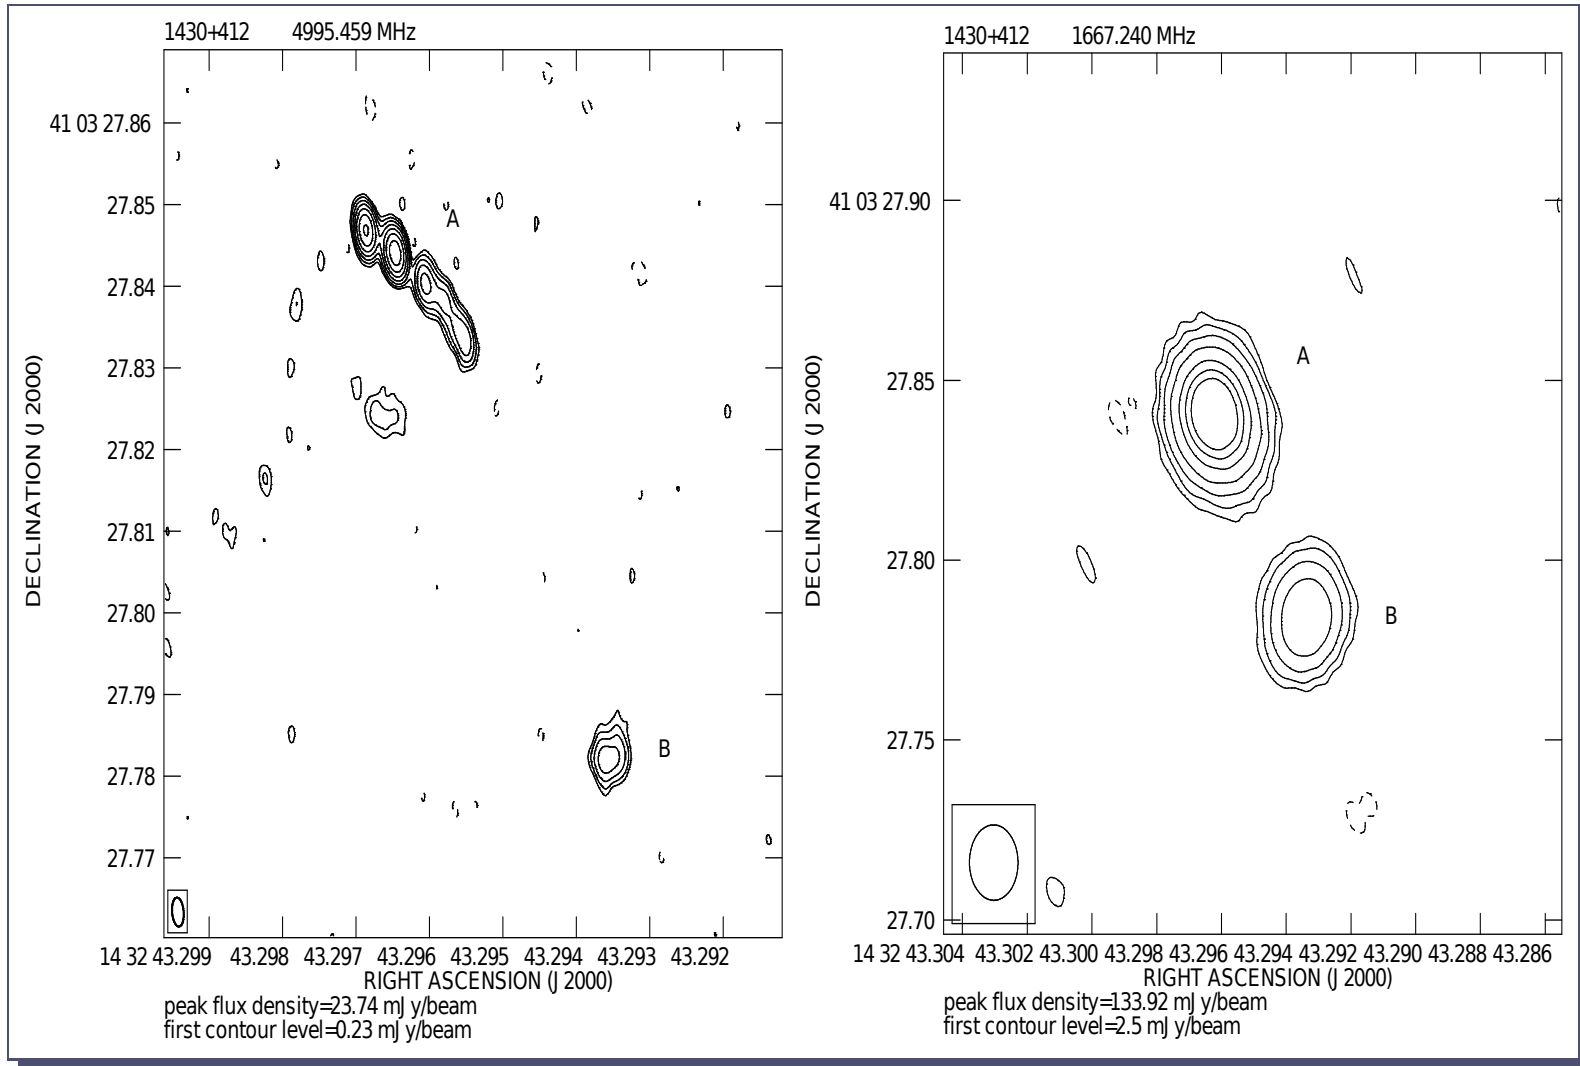 1430+412 4995.459 MHz
41 03 27.86
27.85
27.84
27.83
27.82
27.81
27.80
27.79
27.78
27.77
DECLINATION (J 2000)
A
B
14 32 43.299 43.298 43.297 43.296 43.295 43.294 43.293 43.292
RIGHT ASCENSION (J 2000)
peak flux density=23.74 mJy/beam
first contour level=0.23 mJy/beam
1430+412 1667.240 MHz
41 03 27.90
27.85
27.80
27.75
27.70
DECLINATION (J 2000)
A
B
14 32 43.304 43.302 43.300 43.298 43.296 43.294 43.292 43.290 43.288 43.286
RIGHT ASCENSION (J 2000)
peak flux density=133.92 mJy/beam
first contour level=2.5 mJy/beam